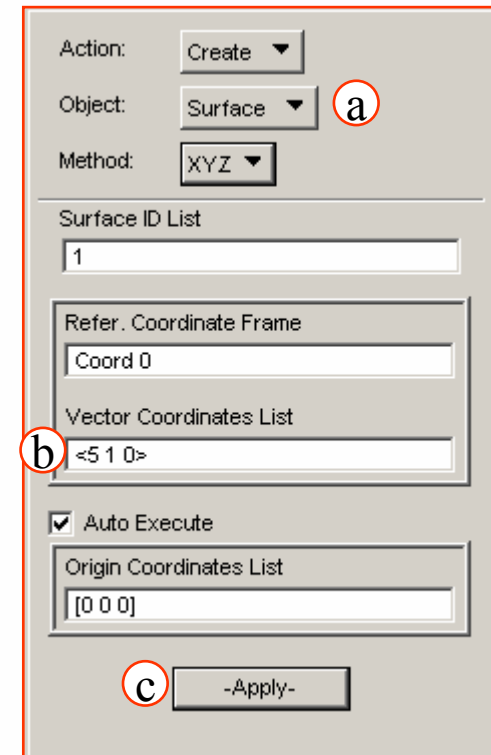 Action: Create
Object: Surface a
Method: XYZ
Surface ID List
1
Refer. Coordinate Frame
Coord 0
Vector Coordinates List
b <5 1 0>
Auto Execute
Origin Coordinates List
[0 0 0]
c -Apply-